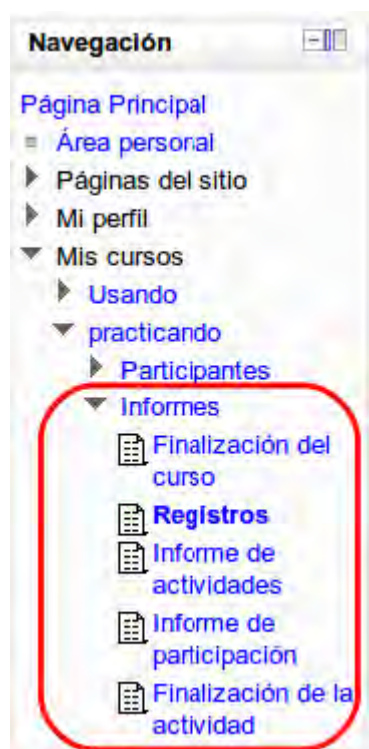 Navegación
Página Principal
Área personal
Páginas del sitio
Mi perfil
Mis cursos
Usando
practicando
Participantes
Informes
Finalización del
curso
Registros
Informe de
actividades
Informe de
participación
Finalización de la
actividad